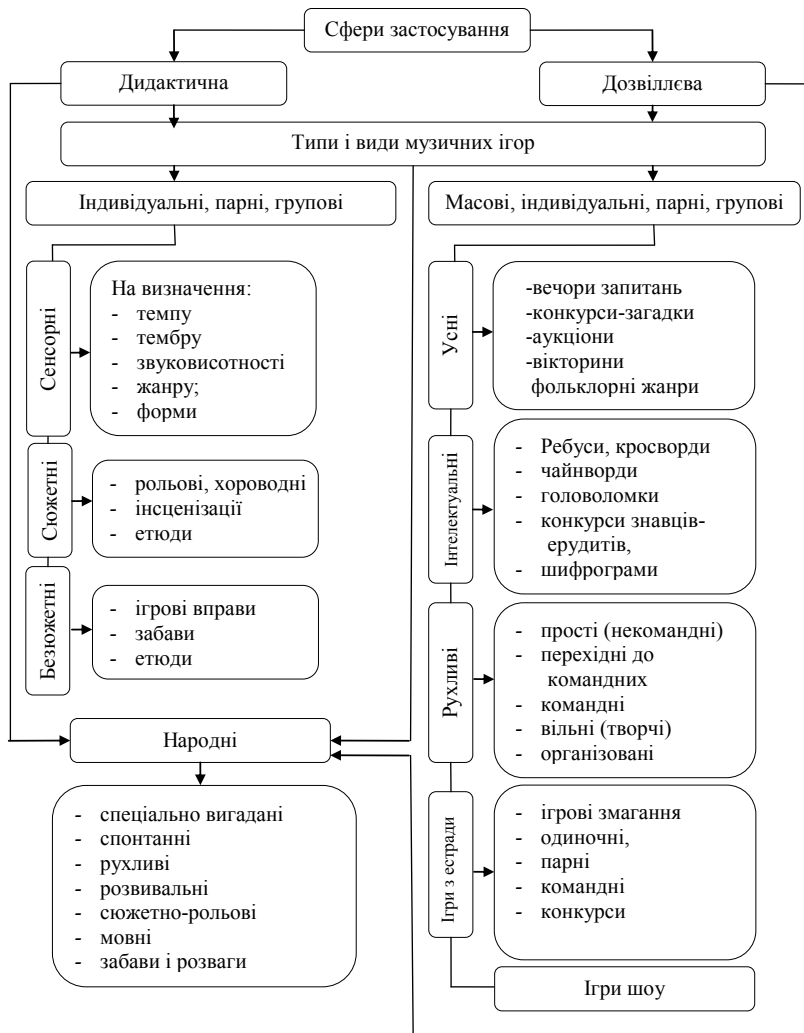 Сфери застосування
Дидактична
Дозвіллєва
Типи і види музичних ігор
Індивідуальні, парні, групові
Масові, індивідуальні, парні, групові
Сенсорні
На визначення:
- темпу
- тембру
- звуковисотності
- жанру;
- форми
Сюжетні
- рольові, хороводні
- інсценізації
- етюди
Безюжетні
- ігрові вправи
- забави
- етюди
Народні
- спеціально вигадані
- спонтанні
- рухливі
- розвивальні
- сюжетно-рольові
- мовні
- забави і розваги
Усні
-вечори запитань
-конкурси-загадки
-аукціони
-вікторини
фольклорні жанри
Інтелектуальні
- Ребуси, кросворди
- чайнворди
- головоломки
- конкурси знавців-
ерудитів,
- шифрограми
Рухливі
- прості (некомандні)
- перехідні до
командних
- командні
- вільні (творчі)
- організовані
Ігри з естради
- ігрові змагання
- одиночні,
- парні
- командні
- конкурси
Ігри шоу